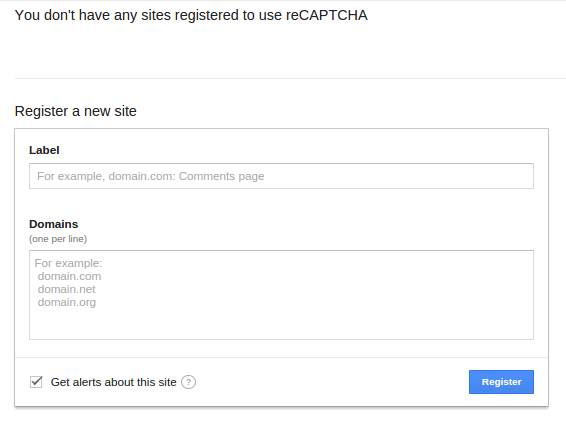 You don't have any sites registered to use reCAPTCHA
Register a new site
Label
For example, domain.com: Comments page
Domains
(one per line)
For example:
domain.com
domain.net
domain.org
Get alerts about this site ?
Register